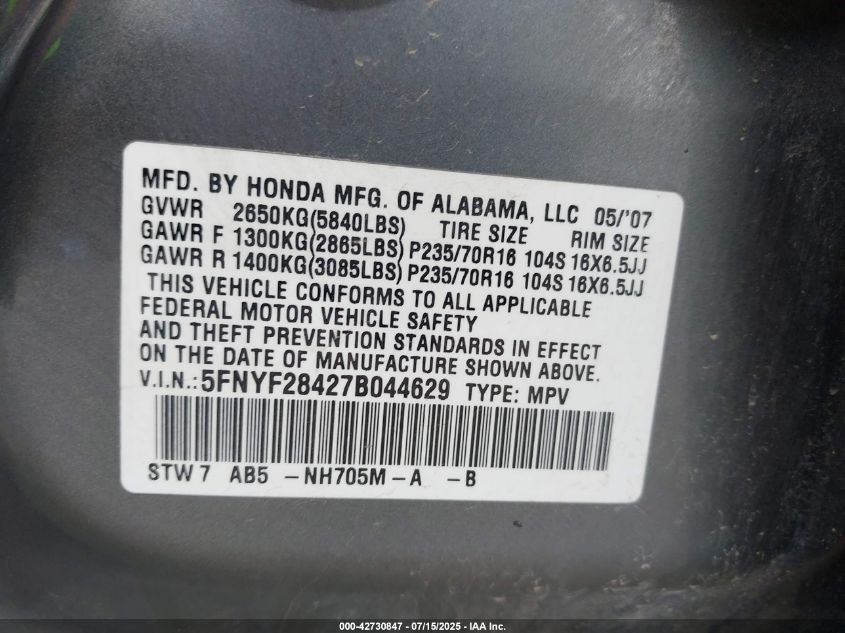 MFD. BY HONDA MFG. OF ALABAMA, LLC 05/'07
GVWR 2650KG(5840LBS) TIRE SIZE RIM SIZE
GAWR F 1300KG(2865LBS) P235/70R16 104S 16X6.5JJ
GAWR R 1400KG(3085LBS) P235/70R16 104S 16X6.5JJ
THIS VEHICLE CONFORMS TO ALL APPLICABLE
FEDERAL MOTOR VEHICLE SAFETY
AND THEFT PREVENTION STANDARDS IN EFFECT
ON THE DATE OF MANUFACTURE SHOWN ABOVE.
V.I.N.: 5FNYF28427B044629 TYPE: MPV
STW 7 AB5 -NH705M-A -B
000-42730847 - 07/15/2025 - IAA Inc.